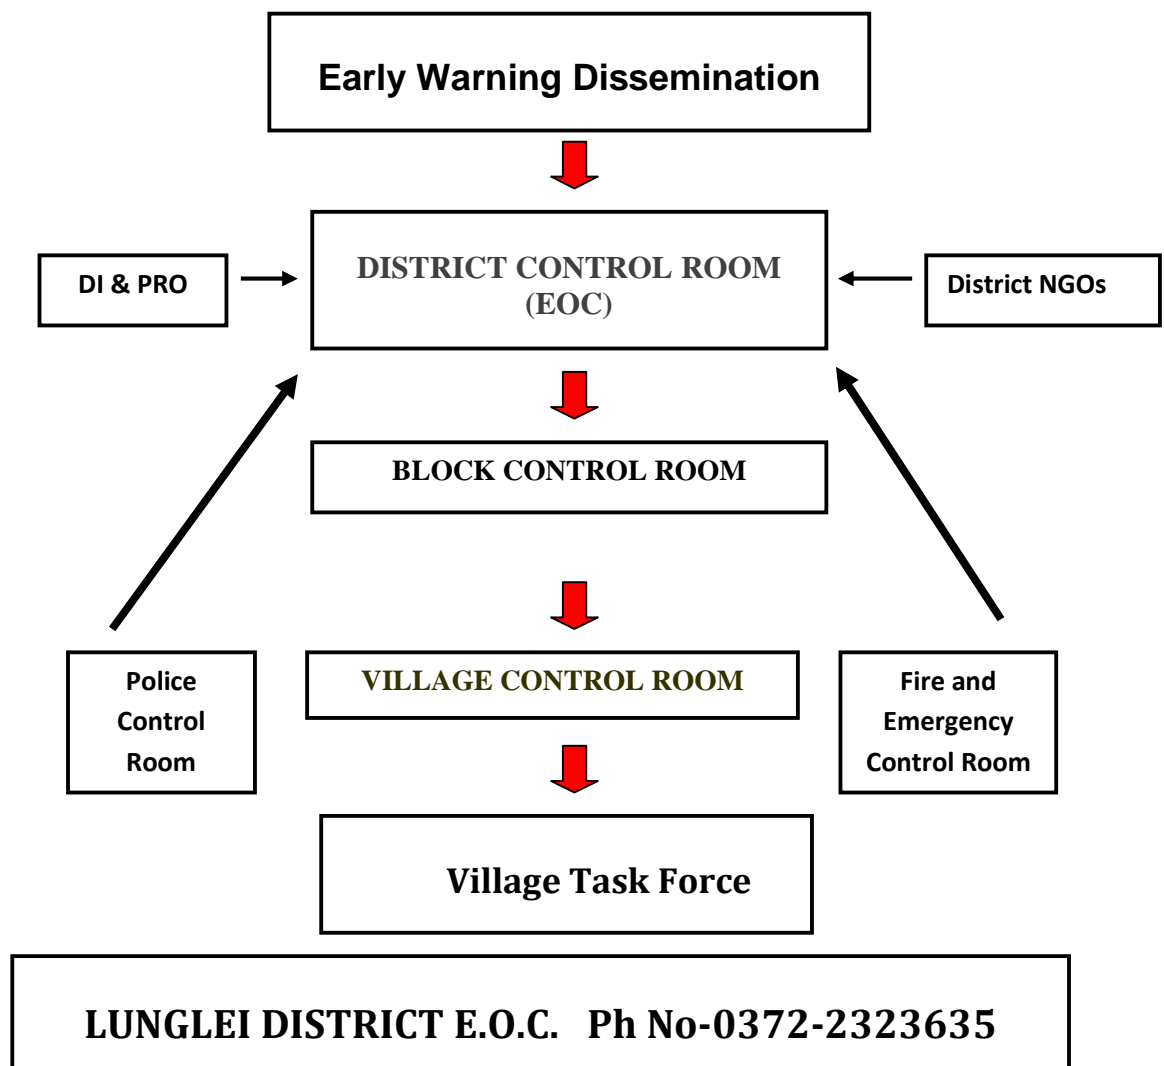 Early Warning Dissemination
DI & PRO
DISTRICT CONTROL ROOM
(EOC)
District NGOs
BLOCK CONTROL ROOM
Police
Control
Room
VILLAGE CONTROL ROOM
Fire and
Emergency
Control Room
Village Task Force
LUNGLEI DISTRICT E.O.C. Ph No-0372-2323635